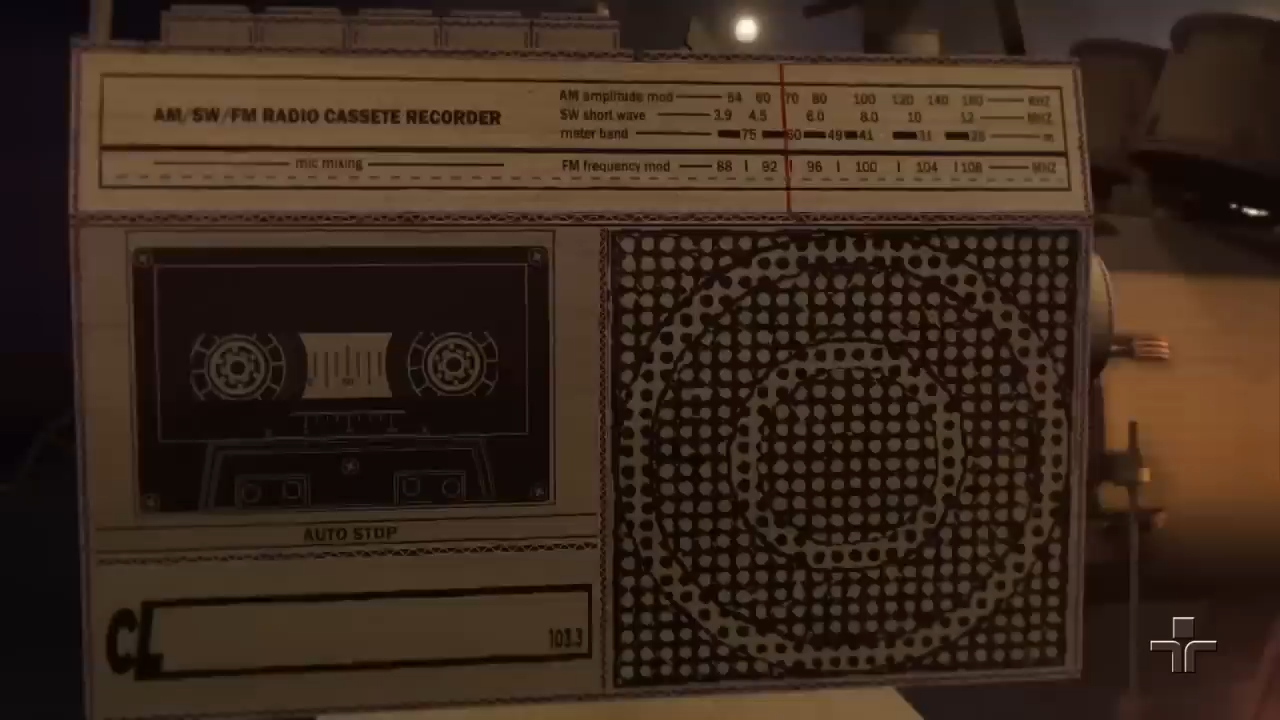 AM/SW/FM RADIO CASSETE RECORDER
AM amplitude mod 54 60 70 80 100 120 140 160 KHZ
SW short wave 3.9 4.5 6.0 8.0 10 12 MHZ
mater band 75 60 49 41 31 25 m
mic mixing
FM frequency mod 88 92 96 100 104 108 MHZ
AUTO STOP
CL
103.3